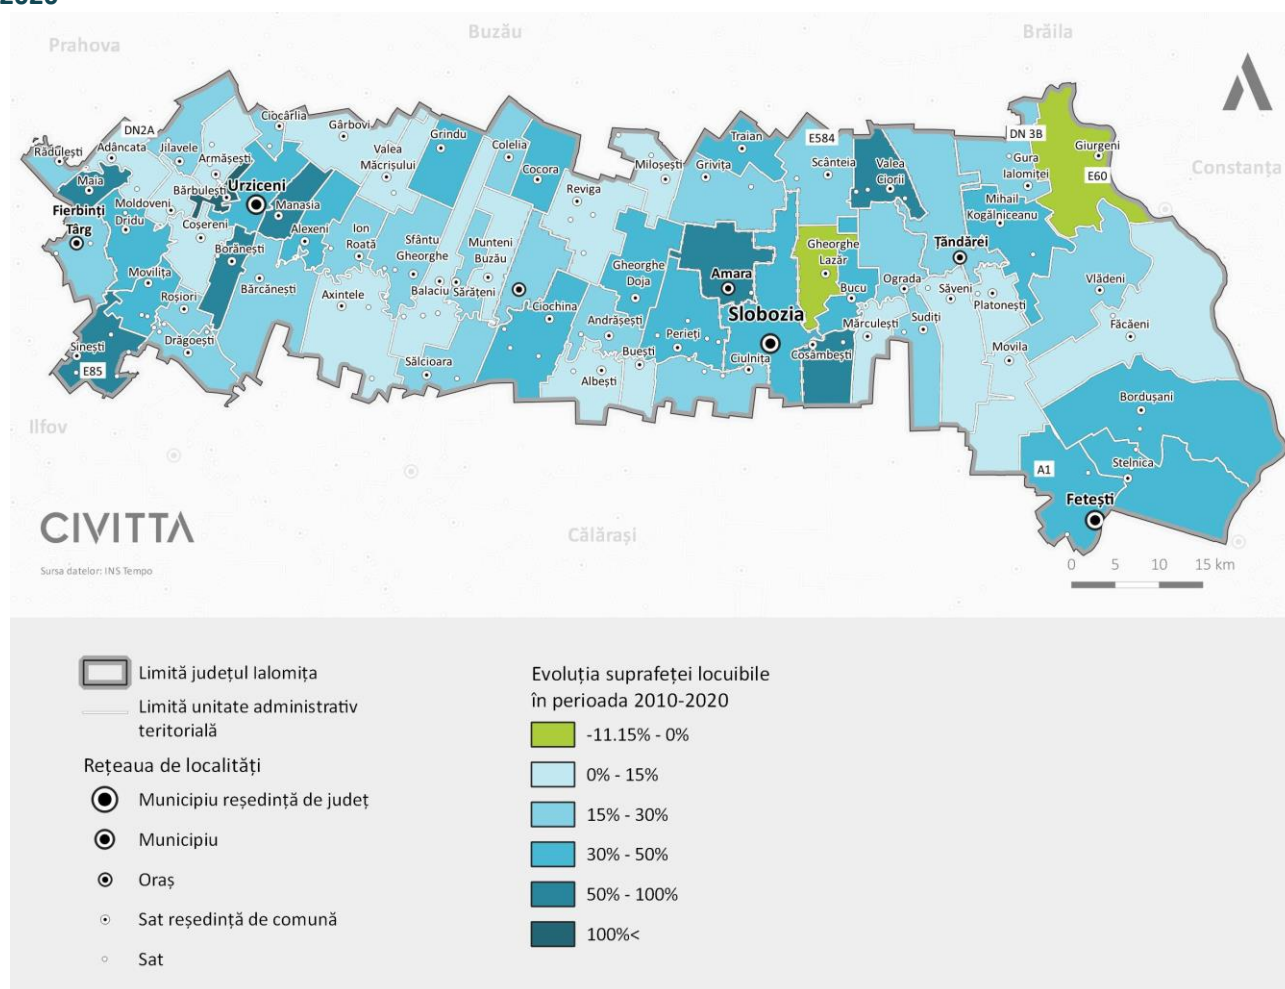 Prahova
Buzău
Brăila
Constanța
Ilfov
Călărași
DN2A
E584
DN 3B
E60
E85
A1
Rădulești
Adâncata
Jilavele
Armășești
Ciocârlia
Gârbovi
Valea
Măcrișului
Grindu
Colelia
Cocora
Reviga
Miloșești
Grivița
Traian
Scânteia
Valea
Ciorii
Gura
Ialomiței
Giurgeni
Mihail
Kogălniceanu
Maia
Bărbulești
Urziceni
Manasia
Moldoveni
Fierbinți
Târg
Dridu
Coșereni
Alexeni
Ion
Roată
Sfântu
Gheorghe
Munteni
Buzău
Borănești
Bărcănești
Movilița
Roșiori
Axintele
Balaciu
Sărățeni
Gheorghe
Doja
Amara
Gheorghe
Lazăr
Bucu
Ograda
Țăndărei
Săveni
Platonești
Vlădeni
Făcăeni
Sinești
Drăgoești
Sălcioara
Ciochina
Andrășești
Perieți
Slobozia
Mărculești
Sudiți
Movila
Albești
Buești
Ciulnița
Cosâmbești
Bordușani
Stelnica
Fetești
CIVITTA
Sursa datelor: INS Tempo
0 5 10 15 km
Limită județul Ialomița
Limită unitate administrativ
teritorială
Rețeaua de localități
Municipiu reședință de județ
Municipiu
Oraș
Sat reședință de comună
Sat
Evoluția suprafeței locuibile
în perioada 2010-2020
-11.15% - 0%
0% - 15%
15% - 30%
30% - 50%
50% - 100%
100%<